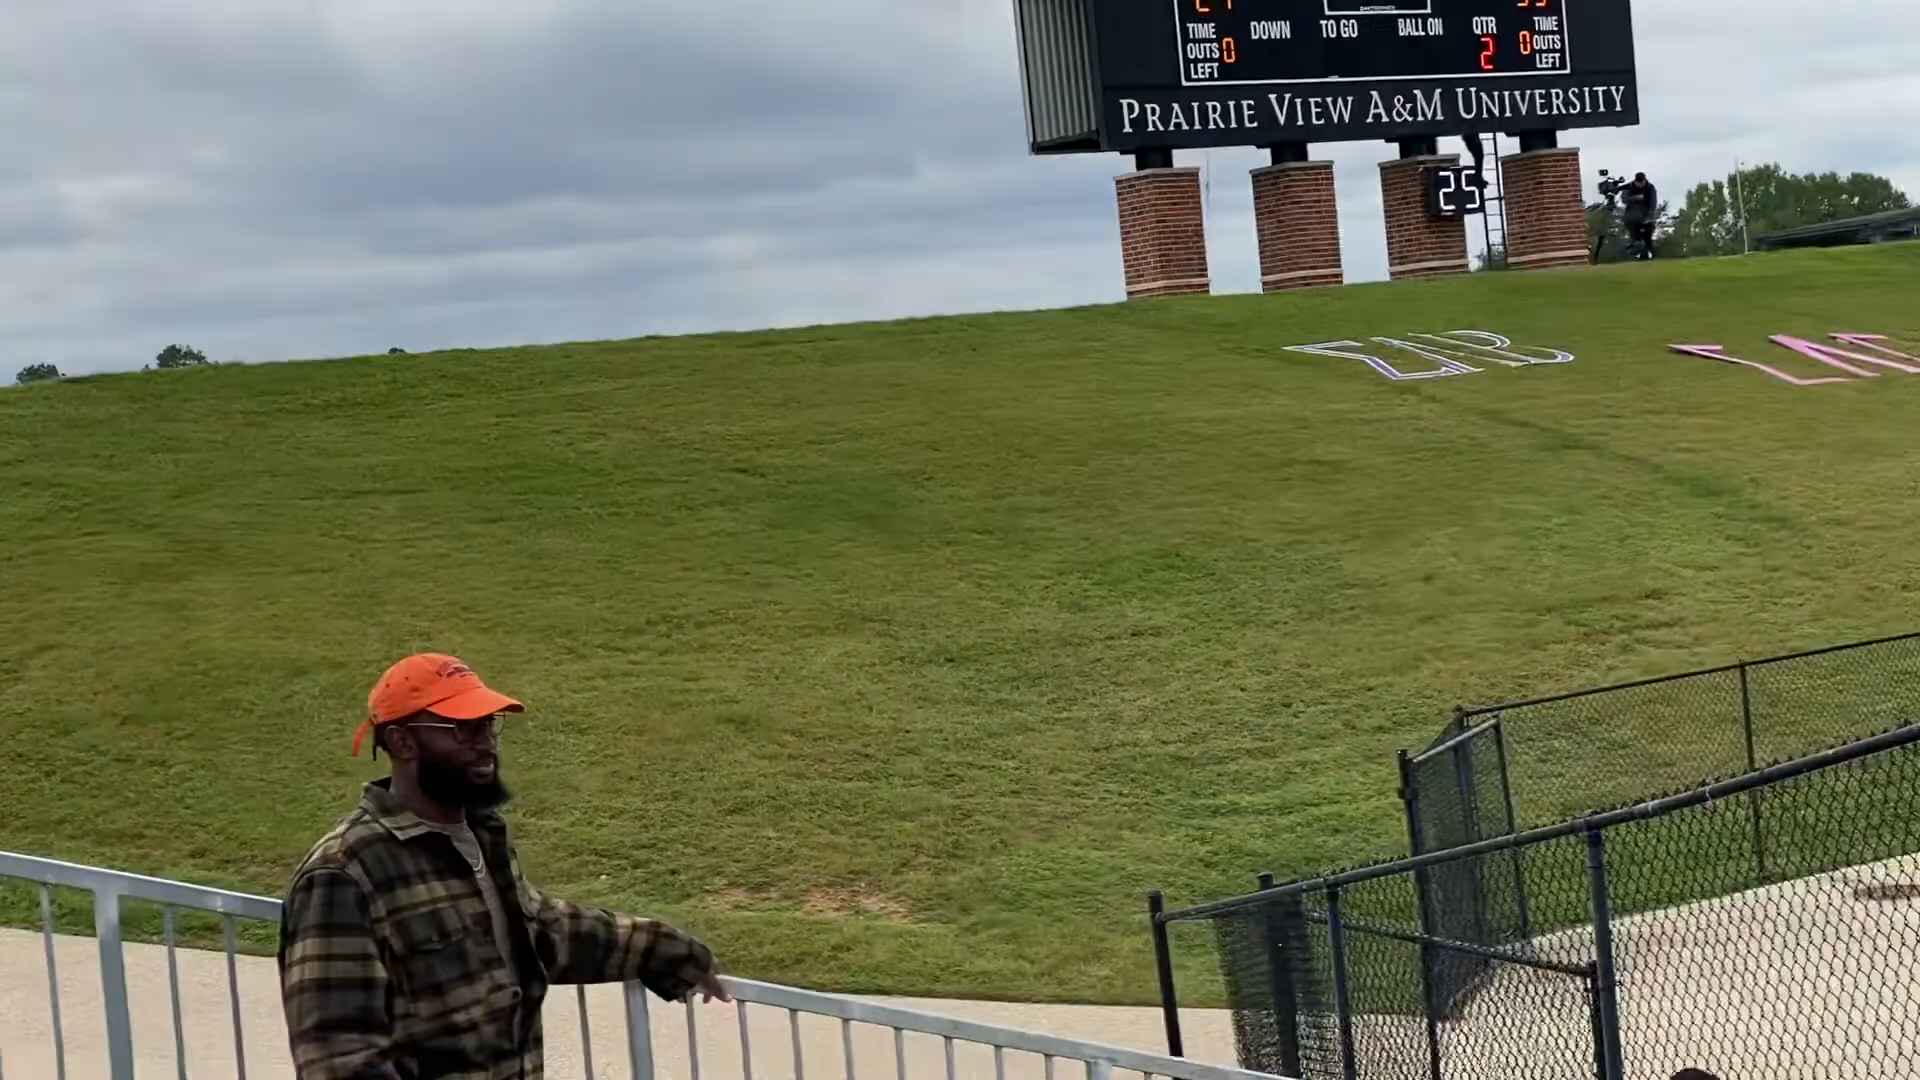 TIME
OUTS 0
LEFT
DOWN
TO GO
BALL ON
QTR
2
TIME
0 OUTS
LEFT
PRAIRIE VIEW A&M UNIVERSITY
25